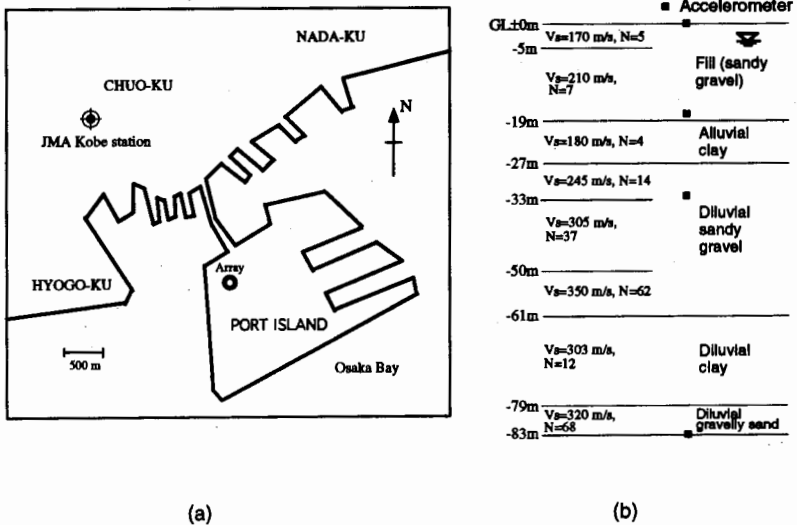 NADA-KU
CHUO-KU
N
JMA Kobe station
HYOGO-KU
Array
PORT ISLAND
500 m
Osaka Bay
(a)
(b)
Accelerometer
GL±0m
Vs=170 m/s, N=5
-5m
Fill (sandy
gravel)
Vs=210 m/s,
N=7
-19m
Vs=180 m/s, N=4
Alluvial
clay
-27m
Vs=245 m/s, N=14
-33m
Vs=305 m/s,
N=37
Diluvial
sandy
gravel
-50m
Vs=350 m/s, N=62
-61m
Vs=303 m/s,
N=12
Diluvial
clay
-79m
Vs=320 m/s,
N=68
Diluvial
gravelly sand
-83m